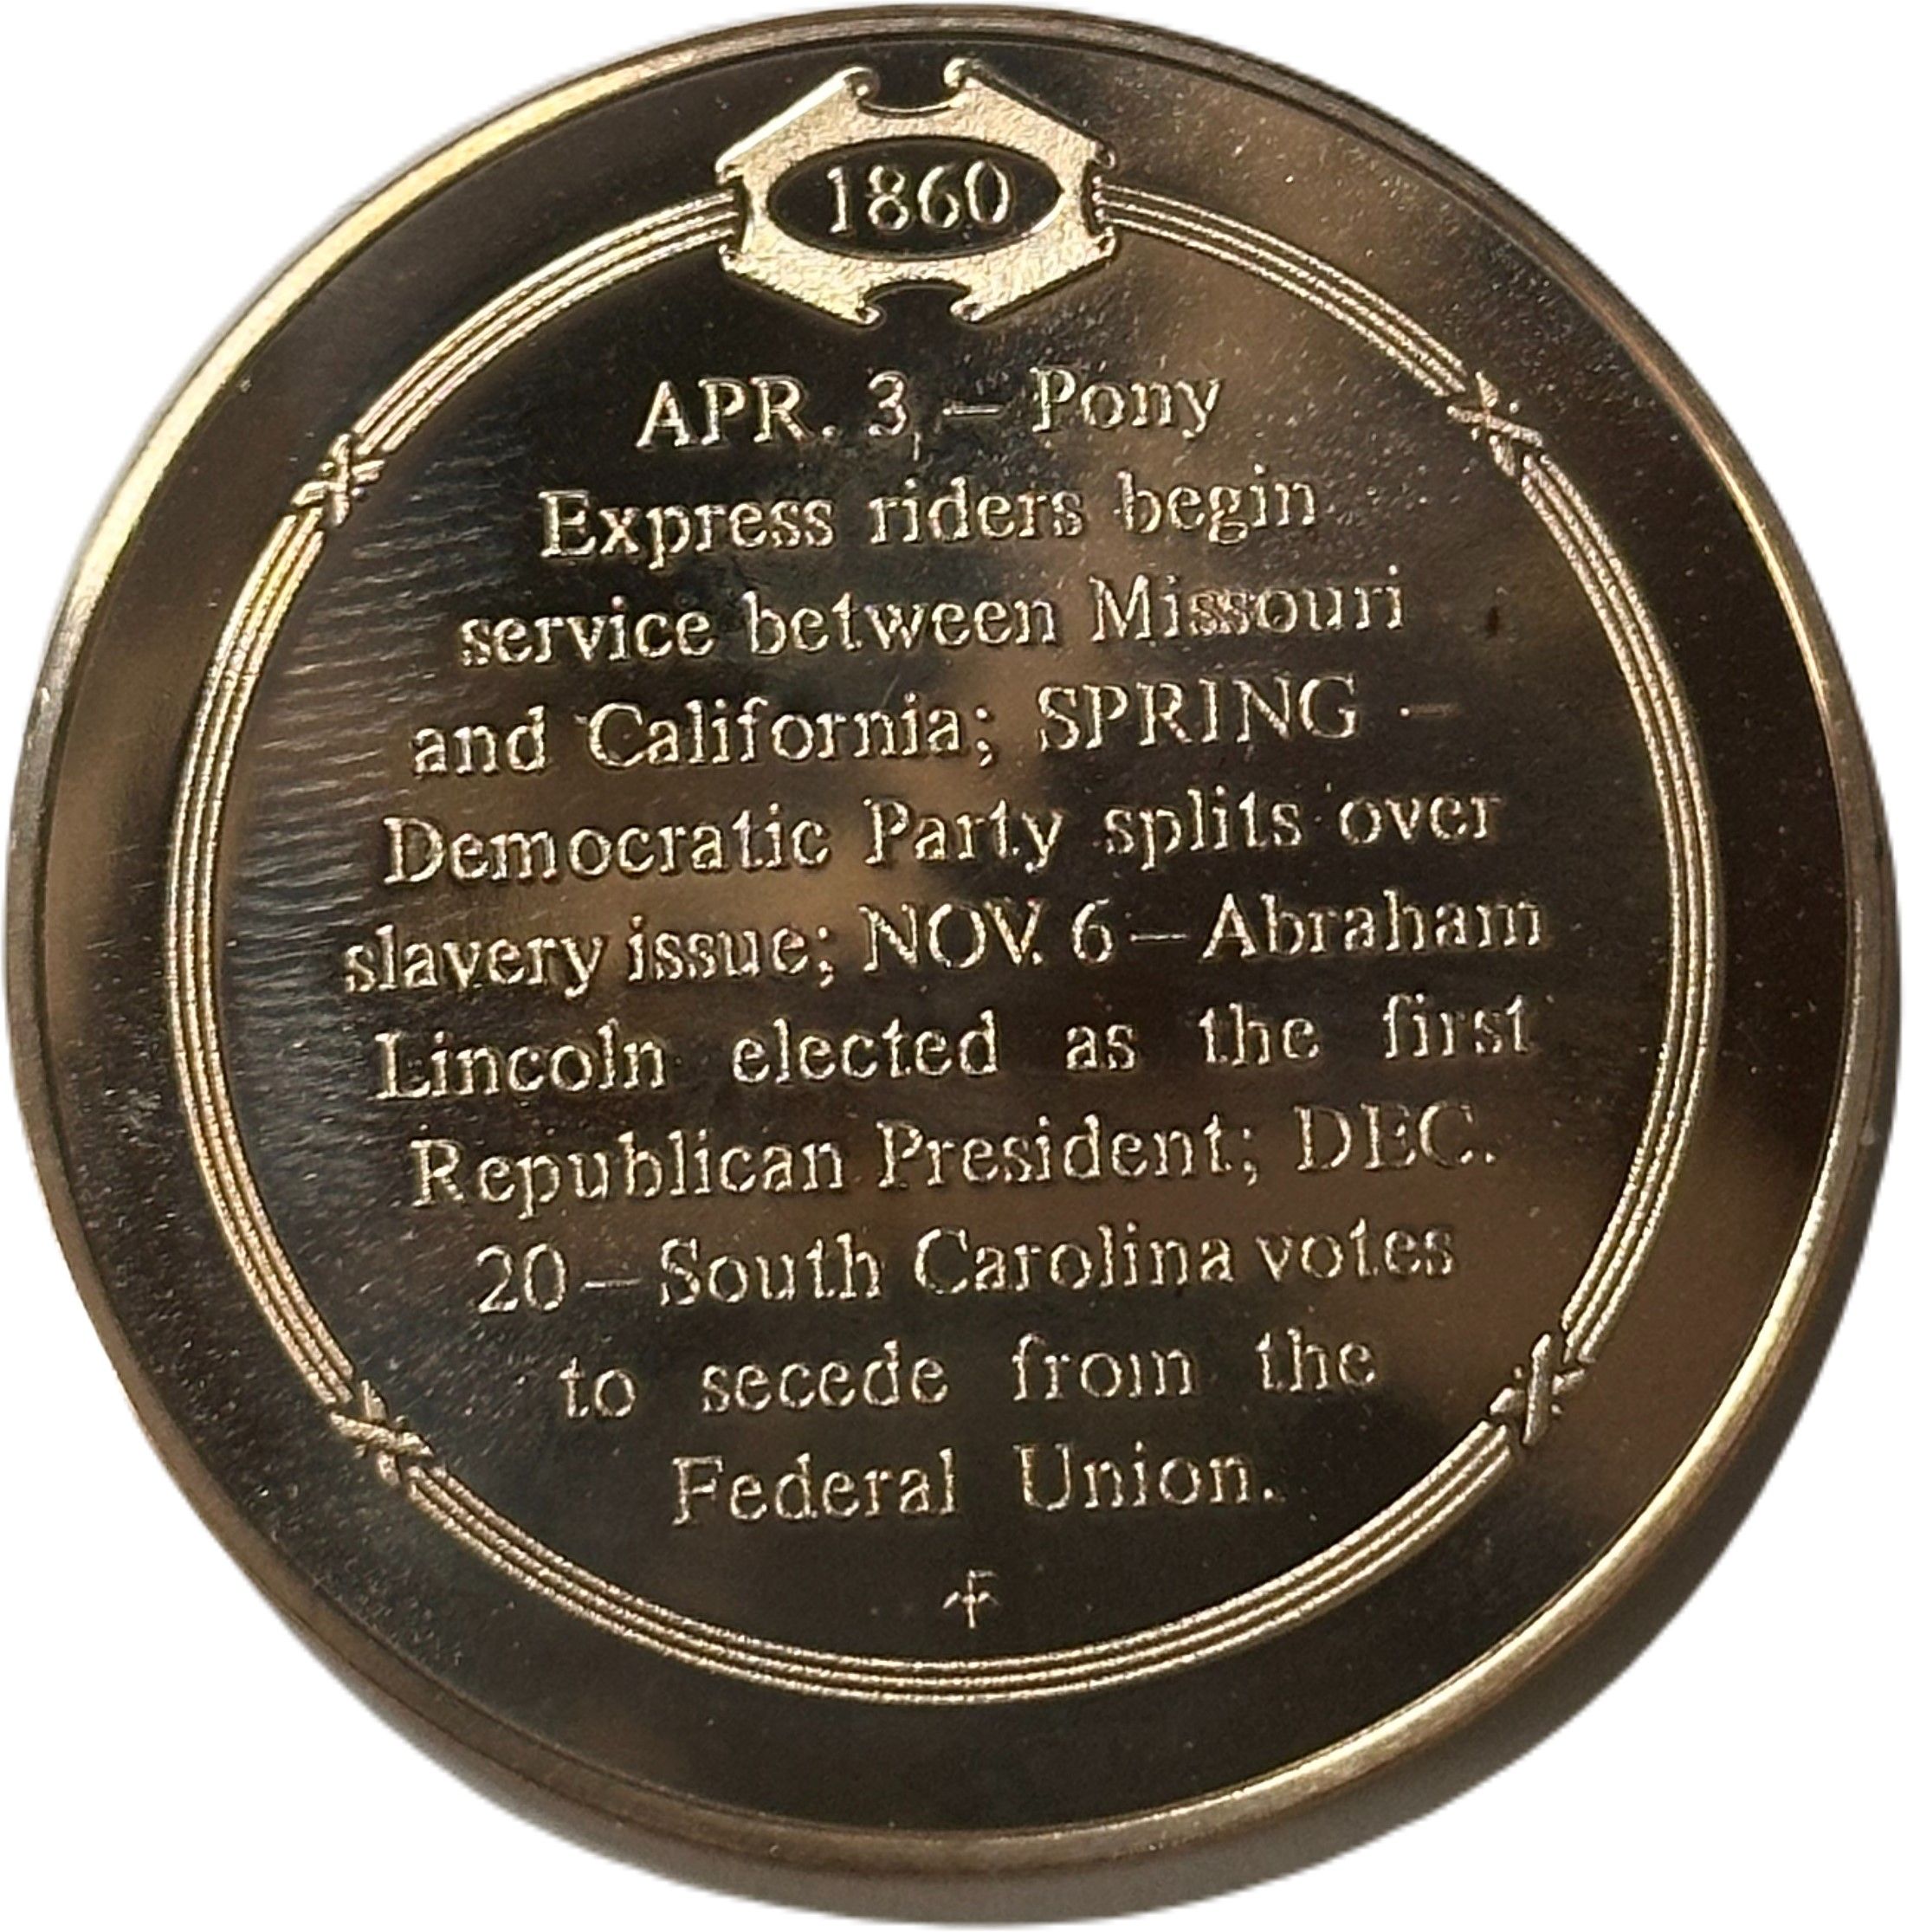 1860
APR. 3 – Pony
Express riders begin
service between Missouri
and California; SPRING –
Democratic Party splits over
slavery issue; NOV. 6 – Abraham
Lincoln elected as the first
Republican President; DEC.
20 – South Carolina votes
to secede from the
Federal Union.
F